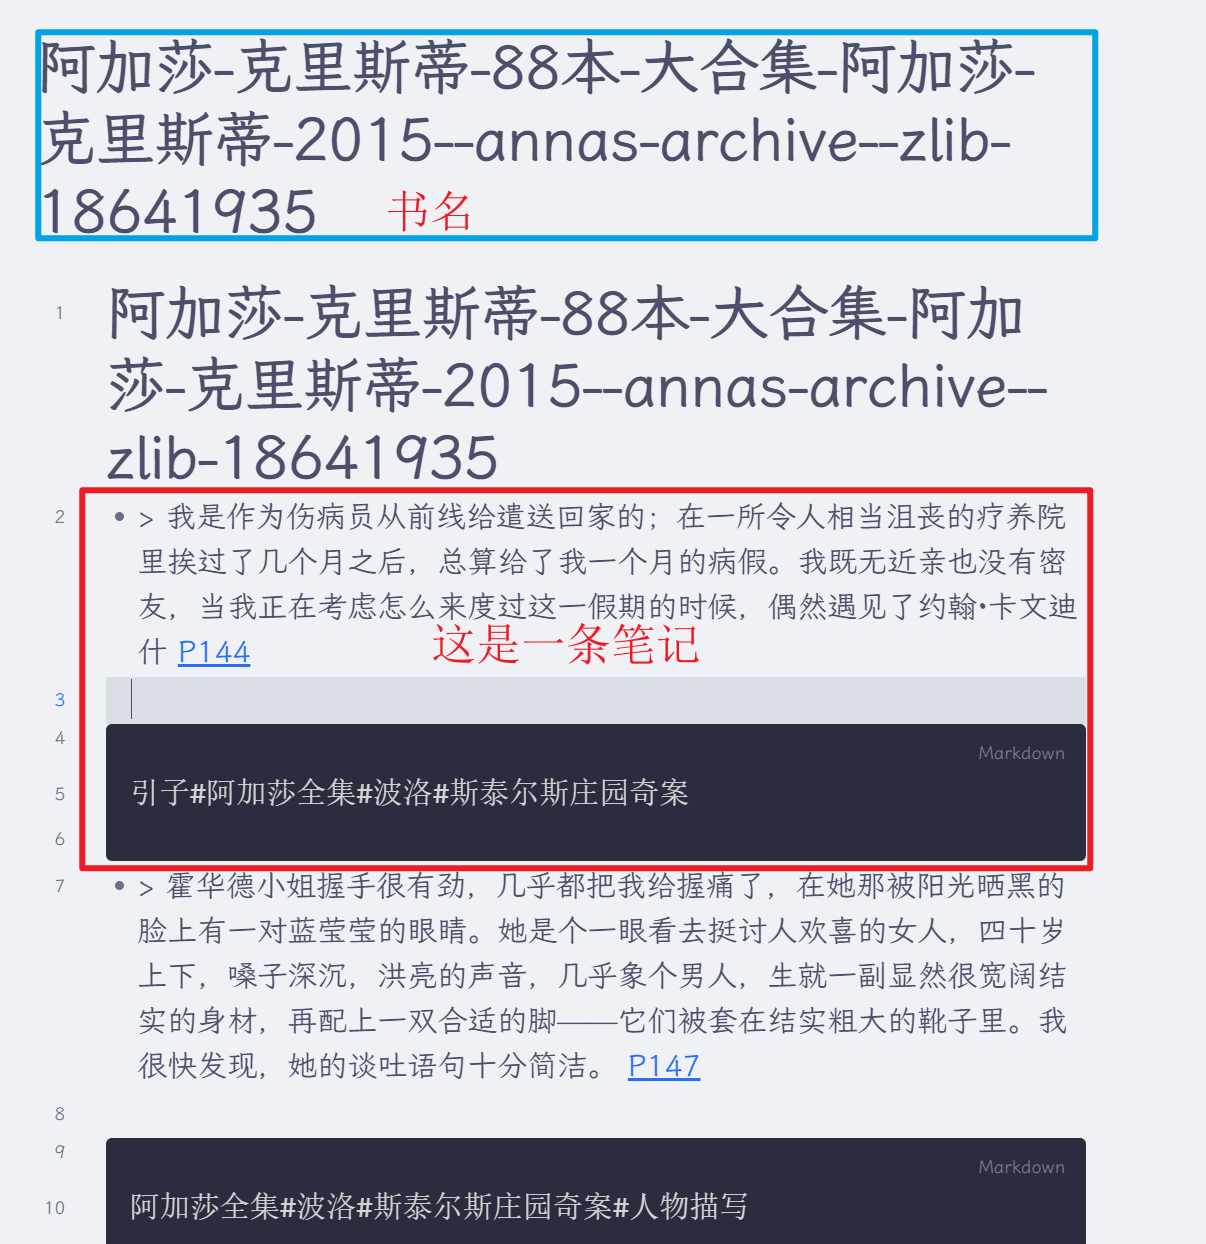 阿加莎-克里斯蒂-88本-大合集-阿加莎-
克里斯蒂-2015--annas-archive--zlib-
18641935 书名
1 阿加莎-克里斯蒂-88本-大合集-阿加
莎-克里斯蒂-2015--annas-archive--
zlib-18641935
2 • > 我是作为伤病员从前线给遣送回家的；在一所令人相当沮丧的疗养院
里挨过了几个月之后，总算给了我一个月的病假。我既无近亲也没有密
友，当我正在考虑怎么来度过这一假期的时候，偶然遇见了约翰•卡文迪
什 P144 这是一条笔记
3
4 Markdown
5 引子#阿加莎全集#波洛#斯泰尔斯庄园奇案
6
7 • > 霍华德小姐握手很有劲，几乎都把我给握痛了，在她那被阳光晒黑的
脸上有一对蓝莹莹的眼睛。她是个一眼看去挺讨人欢喜的女人，四十岁
上下，嗓子深沉，洪亮的声音，几乎象个男人，生就一副显然很宽阔结
实的身材，再配上一双合适的脚——它们被套在结实粗大的靴子里。我
很快发现，她的谈吐语句十分简洁。 P147
8
9 Markdown
10 阿加莎全集#波洛#斯泰尔斯庄园奇案#人物描写